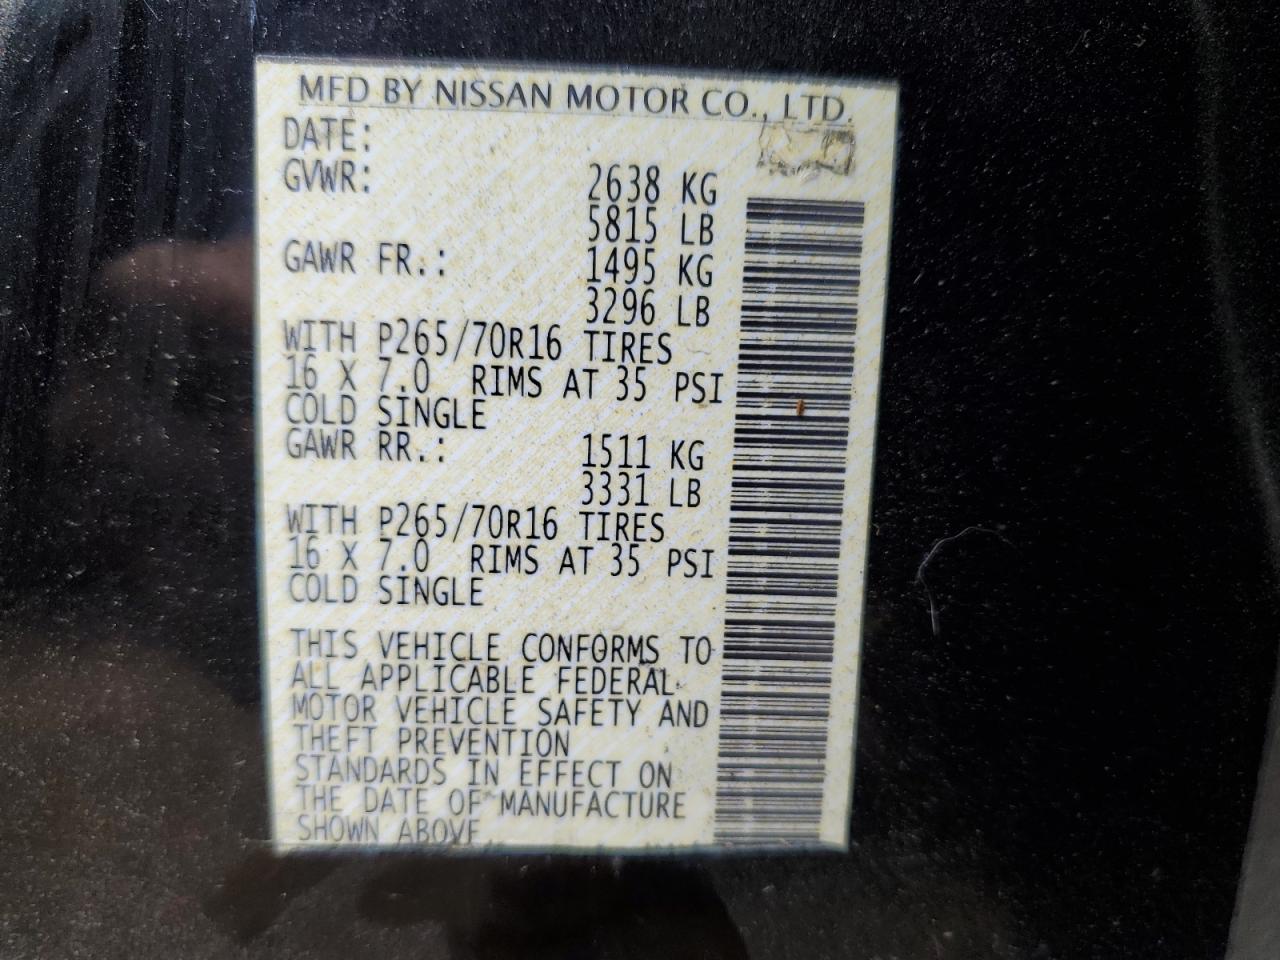 MFD BY NISSAN MOTOR CO., LTD.
DATE:
GVWR: 2638 KG
5815 LB
GAWR FR.: 1495 KG
3296 LB
WITH P265/70R16 TIRES
16 X 7.0 RIMS AT 35 PSI
COLD SINGLE
GAWR RR.: 1511 KG
3331 LB
WITH P265/70R16 TIRES
16 X 7.0 RIMS AT 35 PSI
COLD SINGLE
THIS VEHICLE CONFORMS TO
ALL APPLICABLE FEDERAL
MOTOR VEHICLE SAFETY AND
THEFT PREVENTION
STANDARDS IN EFFECT ON
THE DATE OF MANUFACTURE
SHOWN ABOVE